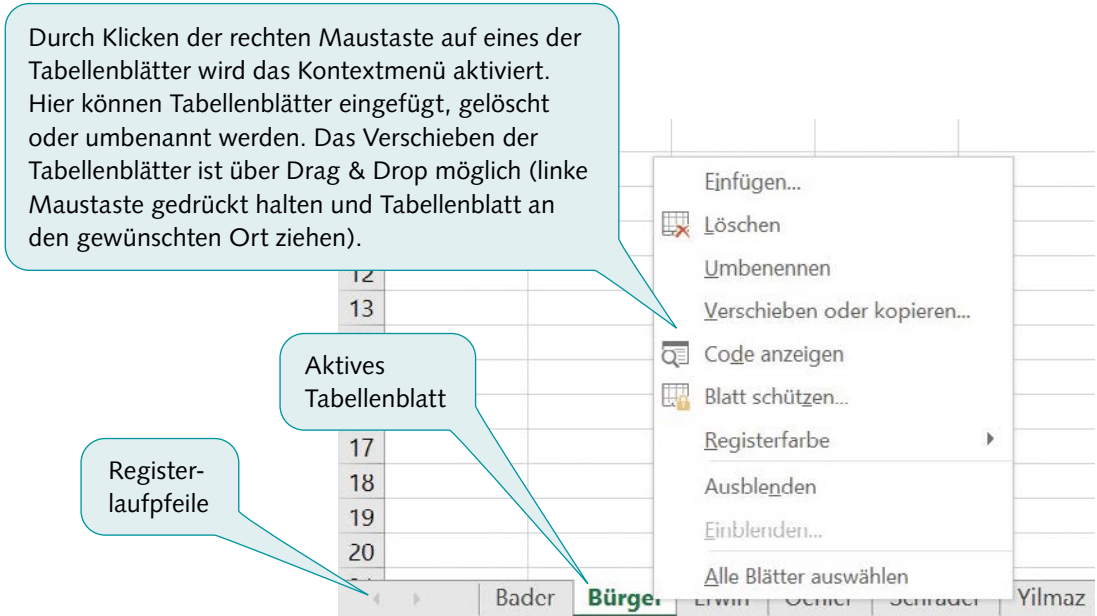 Durch Klicken der rechten Maustaste auf eines der
Tabellenblätter wird das Kontextmenü aktiviert.
Hier können Tabellenblätter eingefügt, gelöscht
oder umbenannt werden. Das Verschieben der
Tabellenblätter ist über Drag & Drop möglich (linke
Maustaste gedrückt halten und Tabellenblatt an
den gewünschten Ort ziehen).
Einfügen...
Löschen
Umbenennen
Verschieben oder kopieren...
Code anzeigen
Blatt schützen...
Registerfarbe
Ausblenden
Einblenden...
Alle Blätter auswählen
12
13
Aktives
Tabellenblatt
17
18
19
20
Register-
laufpfeile
Bader Bürger Erwin Schrader Yilmaz